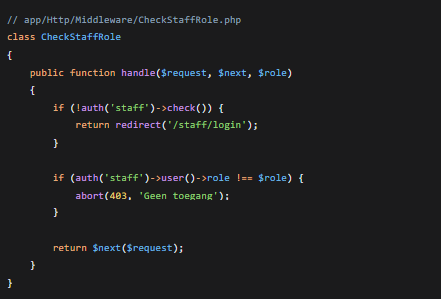 // app/Http/Middleware/CheckStaffRole.php
class CheckStaffRole
{
    public function handle($request, $next, $role)
    {
        if (!auth('staff')->check()) {
            return redirect('/staff/login');
        }

        if (auth('staff')->user()->role !== $role) {
            abort(403, 'Geen toegang');
        }

        return $next($request);
    }
}